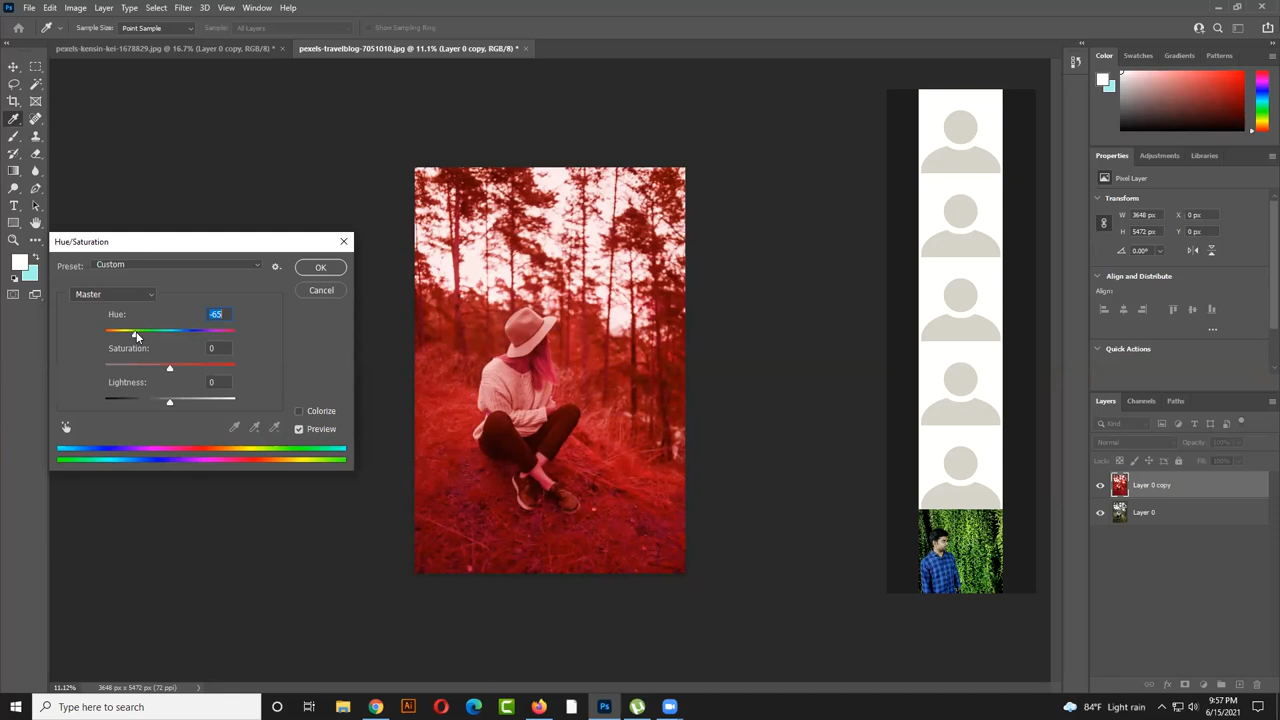 Ps File Edit Image Layer Type Select Filter 3D View Window Help
Sample Size: Point Sample Sample: All Layers Show Sampling Ring
pexels-kensin-kei-1678829.jpg @ 16.7% (Layer 0 copy, RGB/8) * ×
pexels-travelblog-7051010.jpg @ 11.1% (Layer 0 copy, RGB/8) * ×
Color Swatches Gradients Patterns
Properties Adjustments Libraries
Pixel Layer
Transform
W 3648 px X 0 px
H 5472 px Y 0 px
0.00°
Align and Distribute
Align:
Quick Actions
Hue/Saturation
Preset: Custom
OK
Cancel
Master
Hue: -65
Saturation: 0
Lightness: 0
Colorize
Preview
Layers Channels Paths
Kind
Normal Opacity: 100%
Lock: Fill: 100%
Layer 0 copy
Layer 0
11.12% 3648 px x 5472 px (72 ppi)
Type here to search
Ai
Ps
84°F Light rain
9:57 PM
6/15/2021